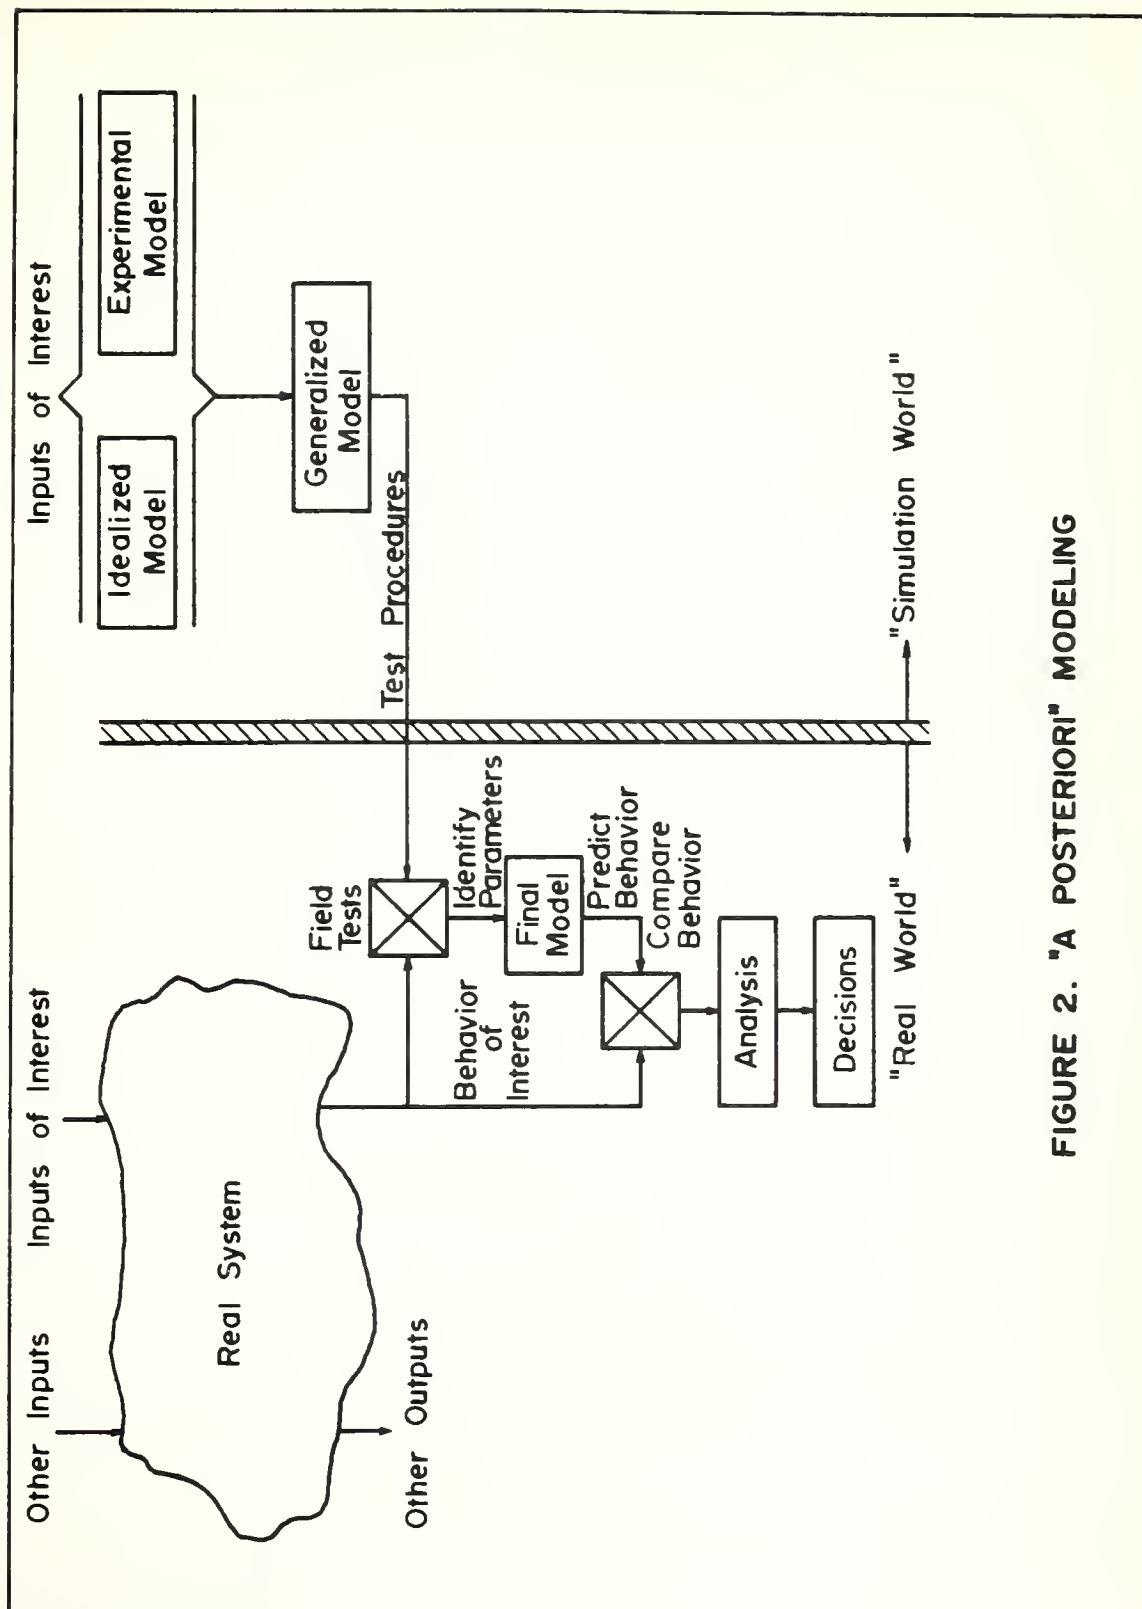 Other Inputs
Inputs of Interest
Inputs of Interest
Real System
Idealized
Model
Experimental
Model
Generalized
Model
Other Outputs
Field
Tests
Test Procedures
Behavior
of
Interest
Identify
Parameters
Final
Model
Predict
Behavior
Compare
Behavior
Analysis
Decisions
"Real World"
"Simulation World"
FIGURE 2. "A POSTERIORI" MODELING